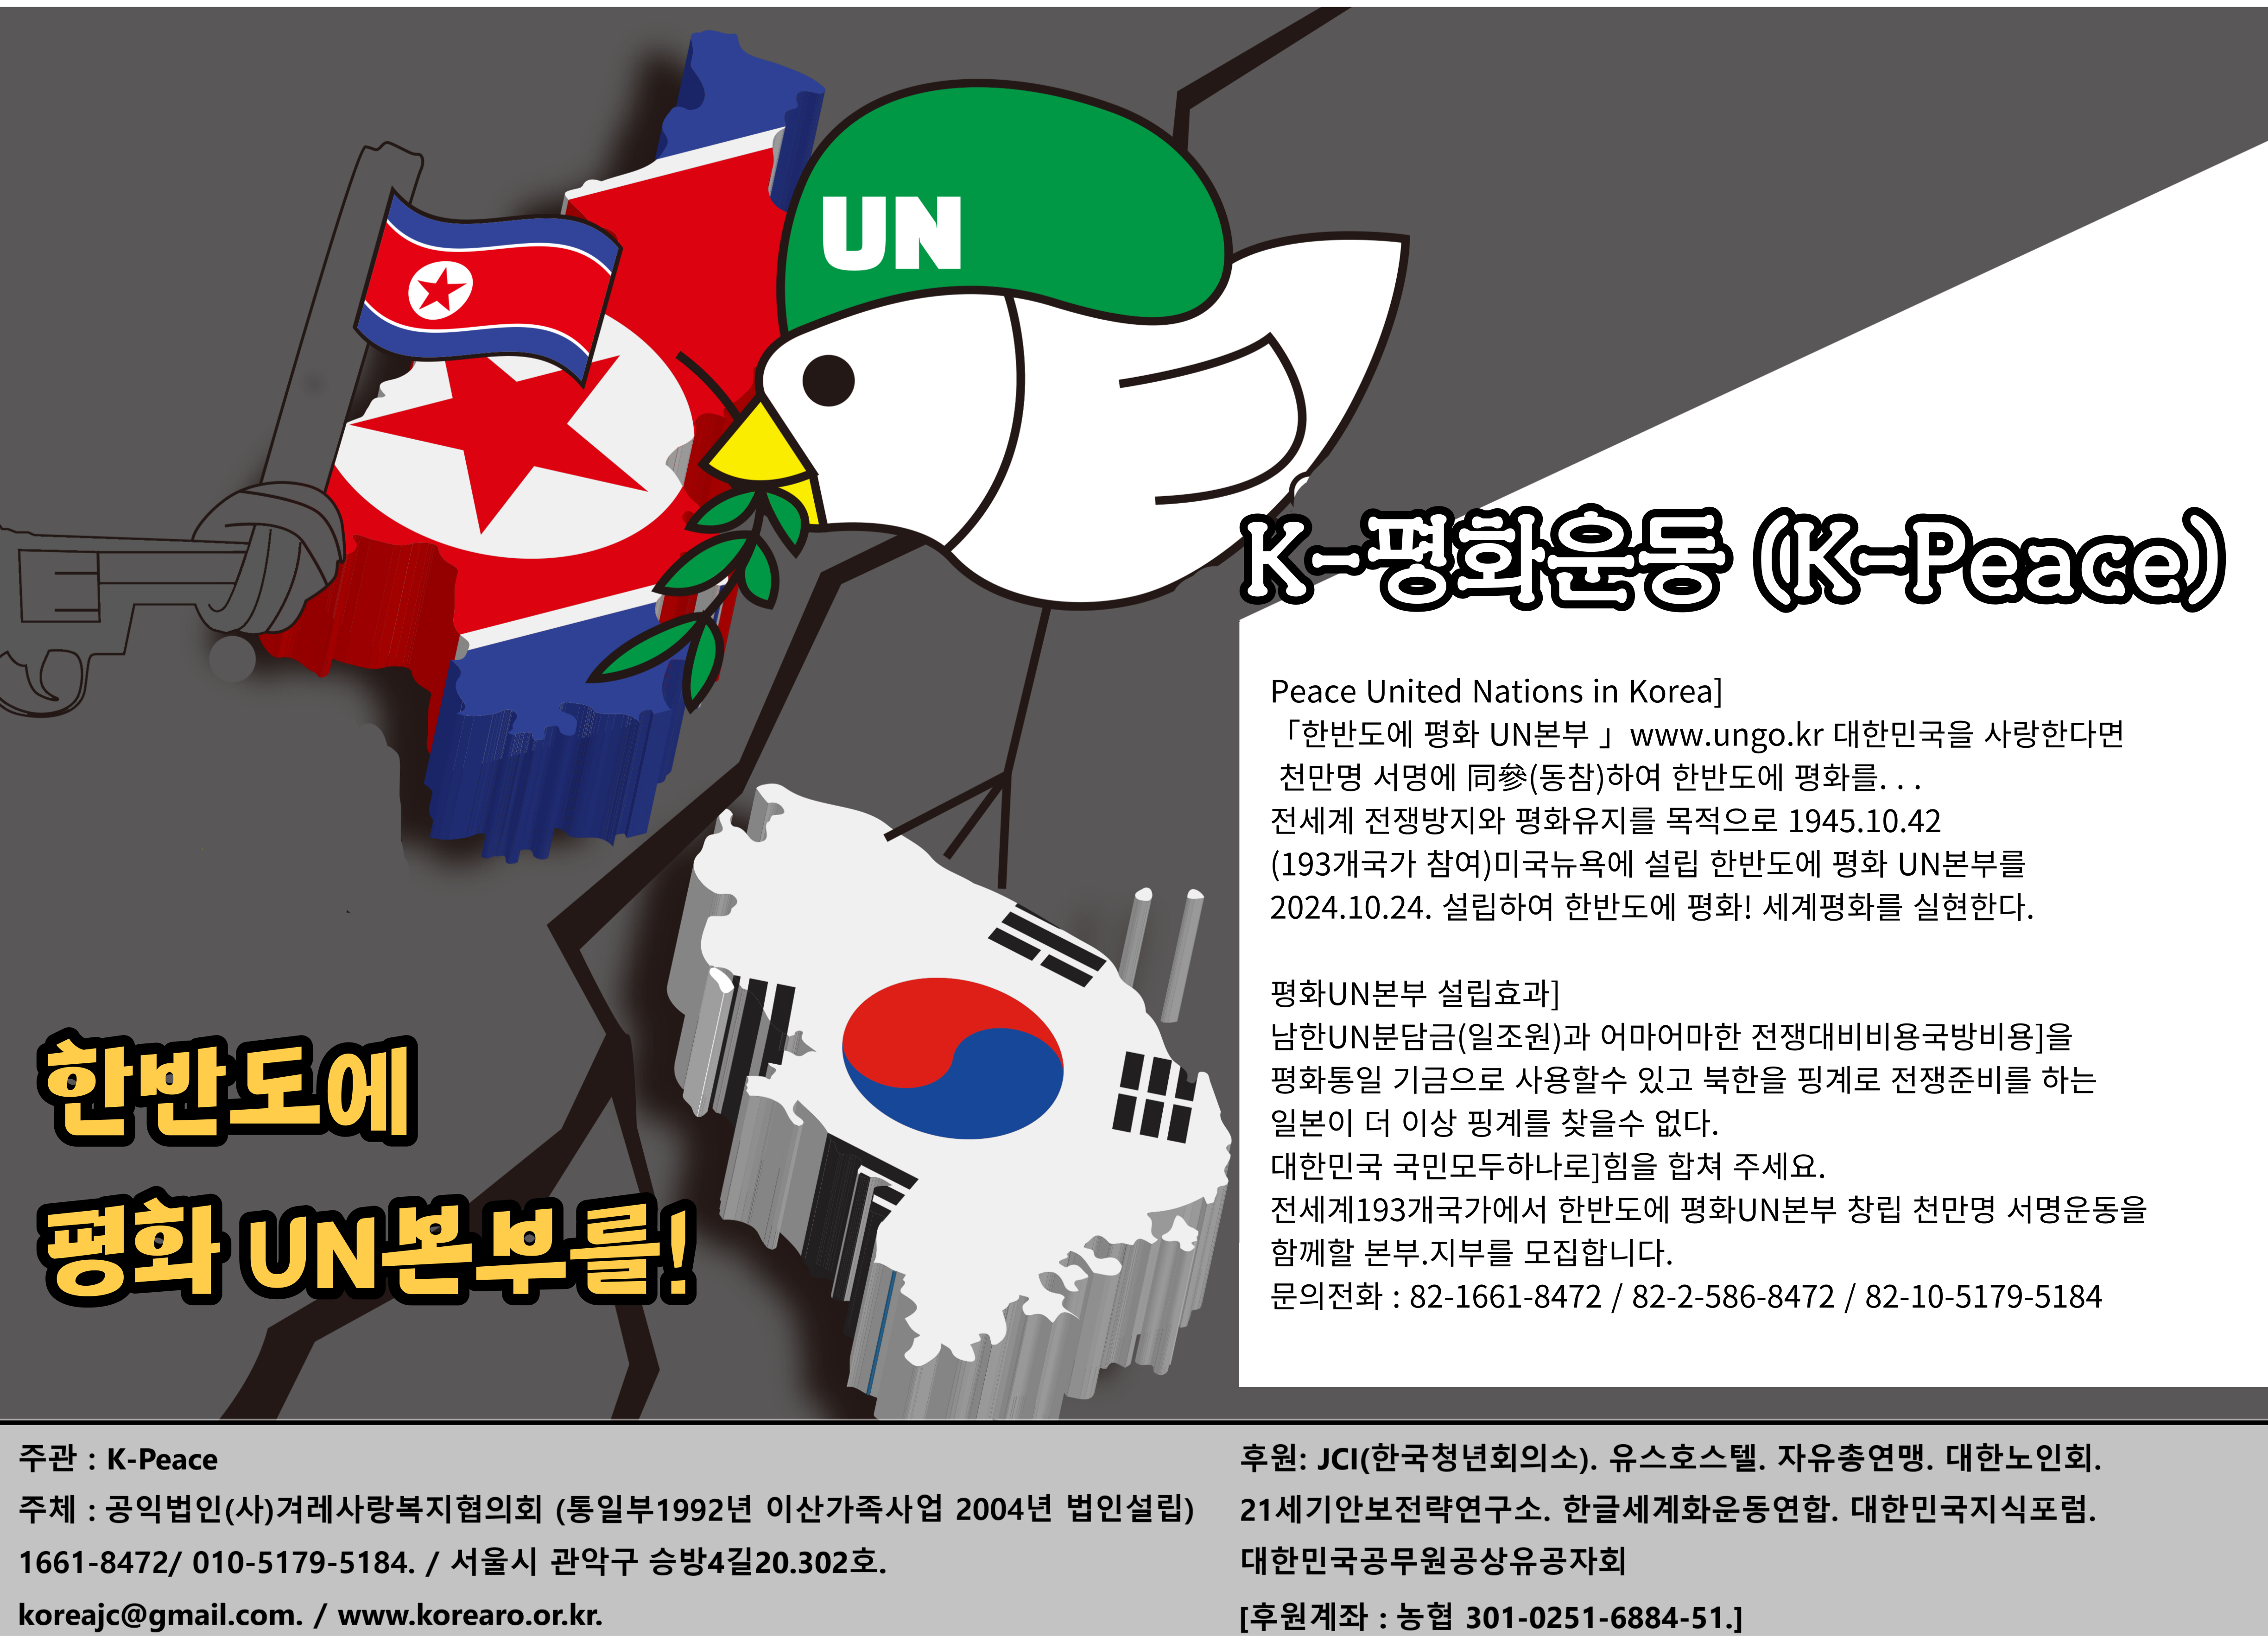 UN
한반도에
평화 UN본부를!
K-평화운동 (K-Peace)
Peace United Nations in Korea]
「한반도에 평화 UN본부 」www.ungo.kr 대한민국을 사랑한다면
천만명 서명에 同參(동참)하여 한반도에 평화를. . .
전세계 전쟁방지와 평화유지를 목적으로 1945.10.42
(193개국가 참여)미국뉴욕에 설립 한반도에 평화 UN본부를
2024.10.24. 설립하여 한반도에 평화! 세계평화를 실현한다.
평화UN본부 설립효과]
남한UN분담금(일조원)과 어마어마한 전쟁대비비용국방비용]을
평화통일 기금으로 사용할수 있고 북한을 핑계로 전쟁준비를 하는
일본이 더 이상 핑계를 찾을수 없다.
대한민국 국민모두하나로]힘을 합쳐 주세요.
전세계193개국가에서 한반도에 평화UN본부 창립 천만명 서명운동을
함께할 본부.지부를 모집합니다.
문의전화 : 82-1661-8472 / 82-2-586-8472 / 82-10-5179-5184
주관 : K-Peace
주체 : 공익법인(사)겨레사랑복지협의회 (통일부1992년 이산가족사업 2004년 법인설립)
1661-8472/ 010-5179-5184. / 서울시 관악구 승방4길20.302호.
koreajc@gmail.com. / www.korearo.or.kr.
후원: JCI(한국청년회의소). 유스호스텔. 자유총연맹. 대한노인회.
21세기안보전략연구소. 한글세계화운동연합. 대한민국지식포럼.
대한민국공무원공상유공자회
[후원계좌 : 농협 301-0251-6884-51.]